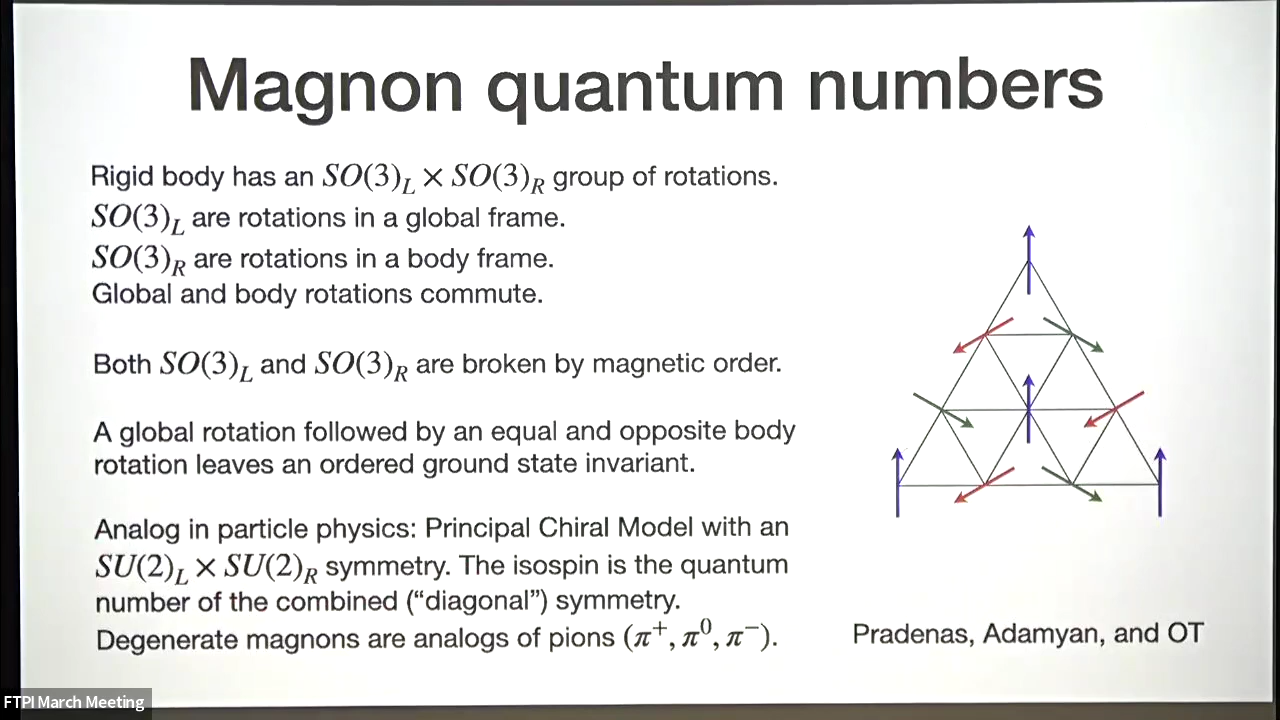 Magnon quantum numbers
Rigid body has an SO(3)_L × SO(3)_R group of rotations.
SO(3)_L are rotations in a global frame.
SO(3)_R are rotations in a body frame.
Global and body rotations commute.
Both SO(3)_L and SO(3)_R are broken by magnetic order.
A global rotation followed by an equal and opposite body
rotation leaves an ordered ground state invariant.
Analog in particle physics: Principal Chiral Model with an
SU(2)_L × SU(2)_R symmetry. The isospin is the quantum
number of the combined (“diagonal”) symmetry.
Degenerate magnons are analogs of pions (π⁺, π⁰, π⁻).
Pradenas, Adamyan, and OT
FTPI March Meeting